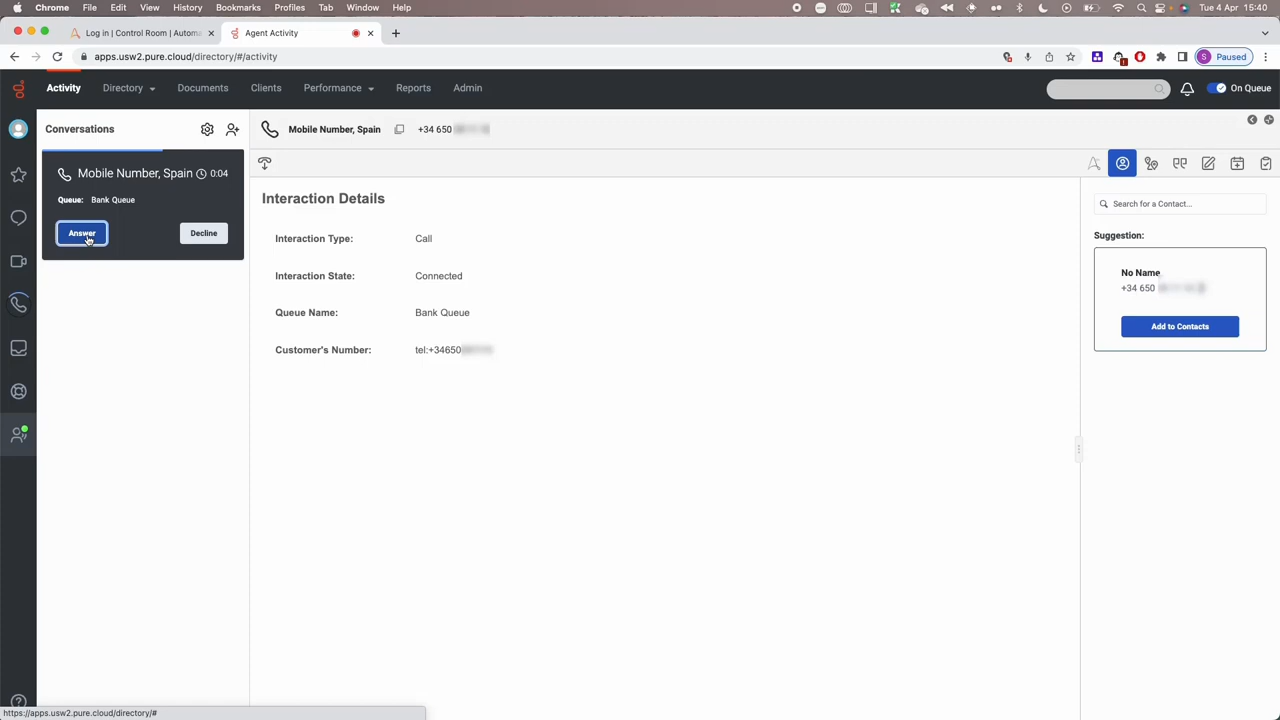 Chrome File Edit View History Bookmarks Profiles Tab Window Help Tue 4 Apr 15:40
Log in | Control Room | Automa Agent Activity
apps.usw2.pure.cloud/directory/#/activity S Paused
Activity Directory Documents Clients Performance Reports Admin On Queue
Conversations Mobile Number, Spain +34 650
Mobile Number, Spain 0:04
Queue: Bank Queue
Answer Decline
Interaction Details
Interaction Type: Call
Interaction State: Connected
Queue Name: Bank Queue
Customer's Number: tel:+34650
Search for a Contact...
Suggestion:
No Name
+34 650
Add to Contacts
https://apps.usw2.pure.cloud/directory/#